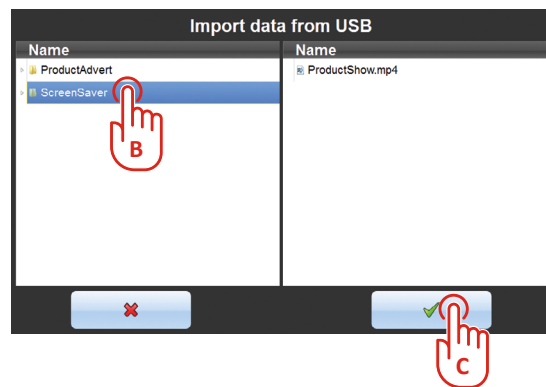 Import data from USB
Name
Name
ProductAdvert
ProductShow.mp4
ScreenSaver
B
C